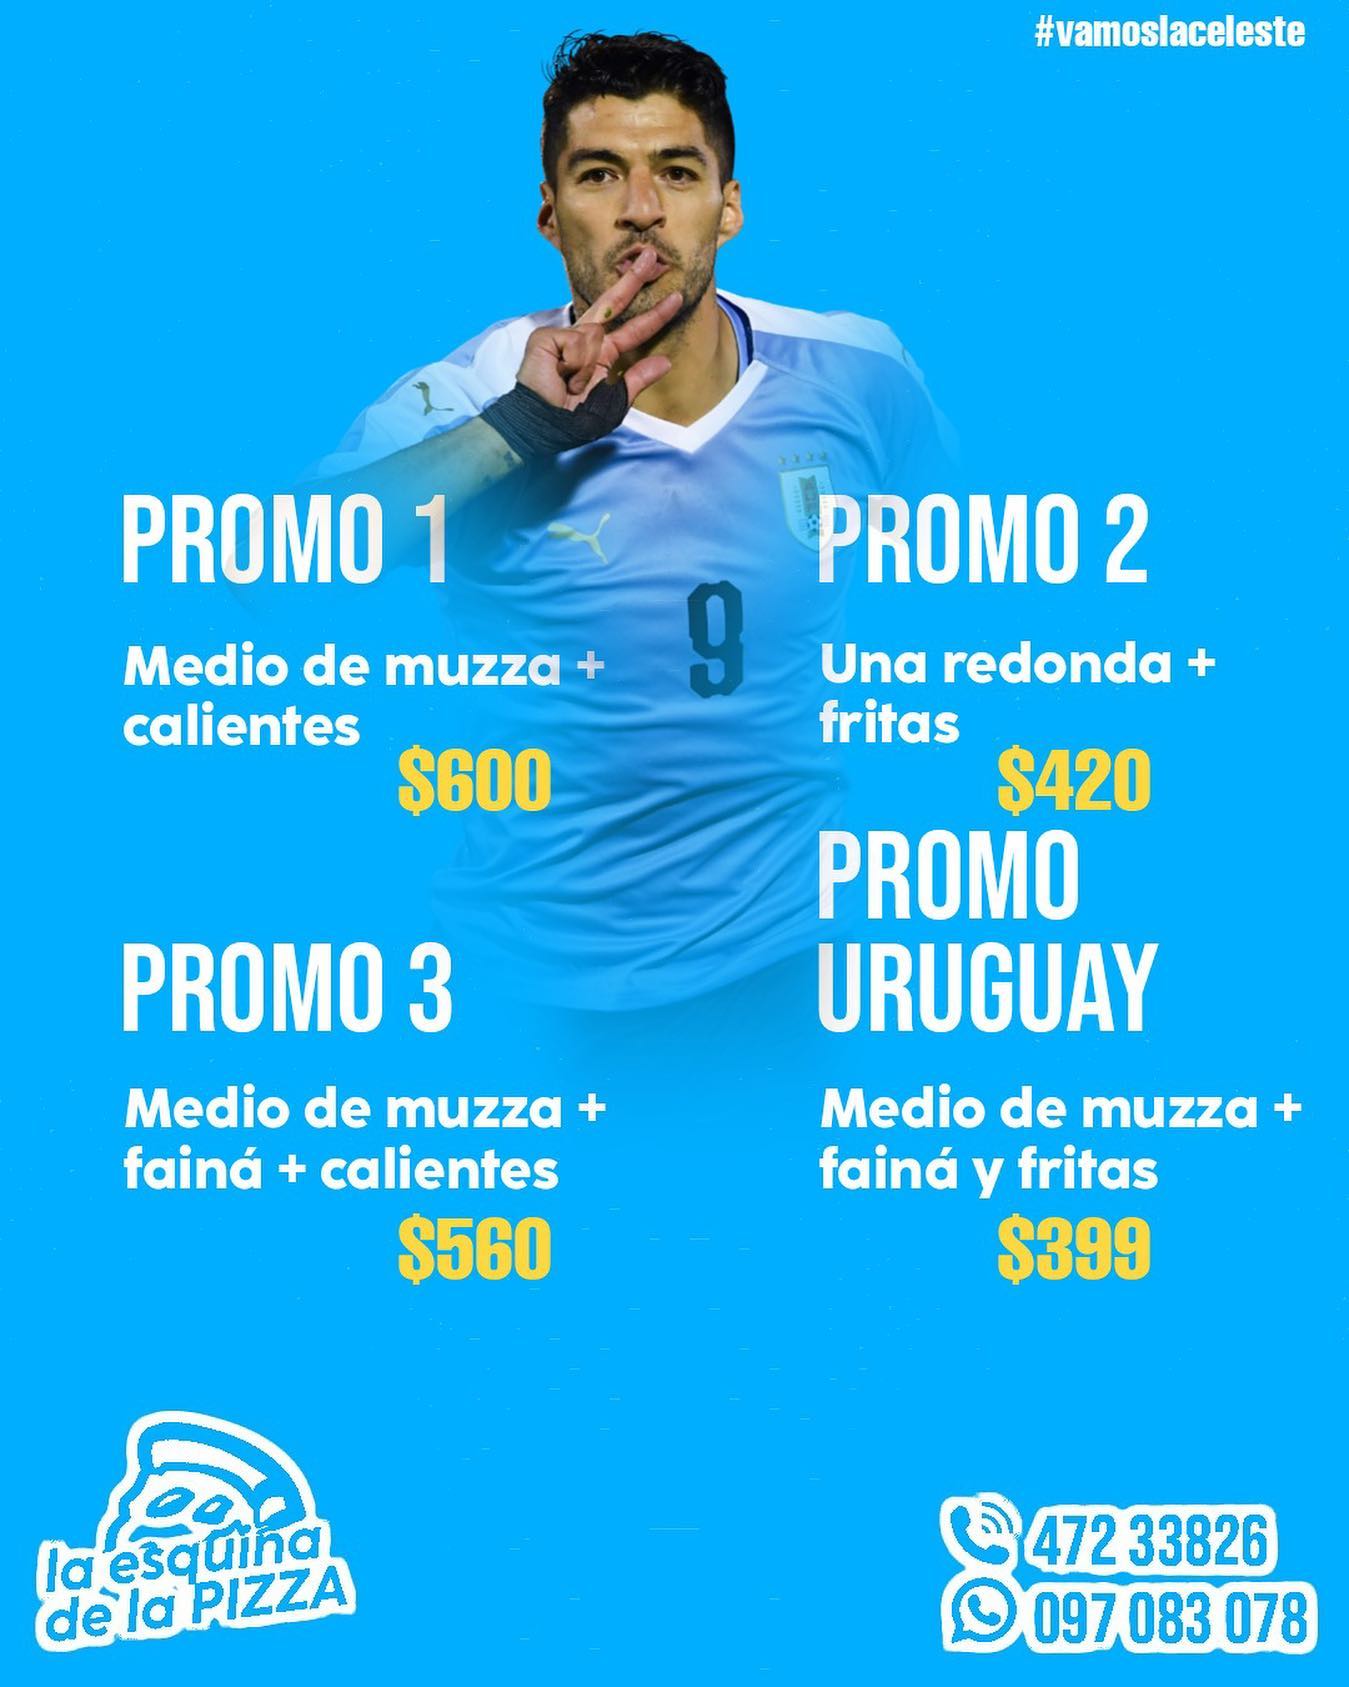 #vamoslaceleste
PROMO 1
Medio de muzza +
calientes
$600
PROMO 2
Una redonda +
fritas
$420
9
PROMO 3
Medio de muzza +
fainá + calientes
$560
PROMO
URUGUAY
Medio de muzza +
fainá y fritas
$399
la esquina
de la PIZZA
472 33826
097 083 078